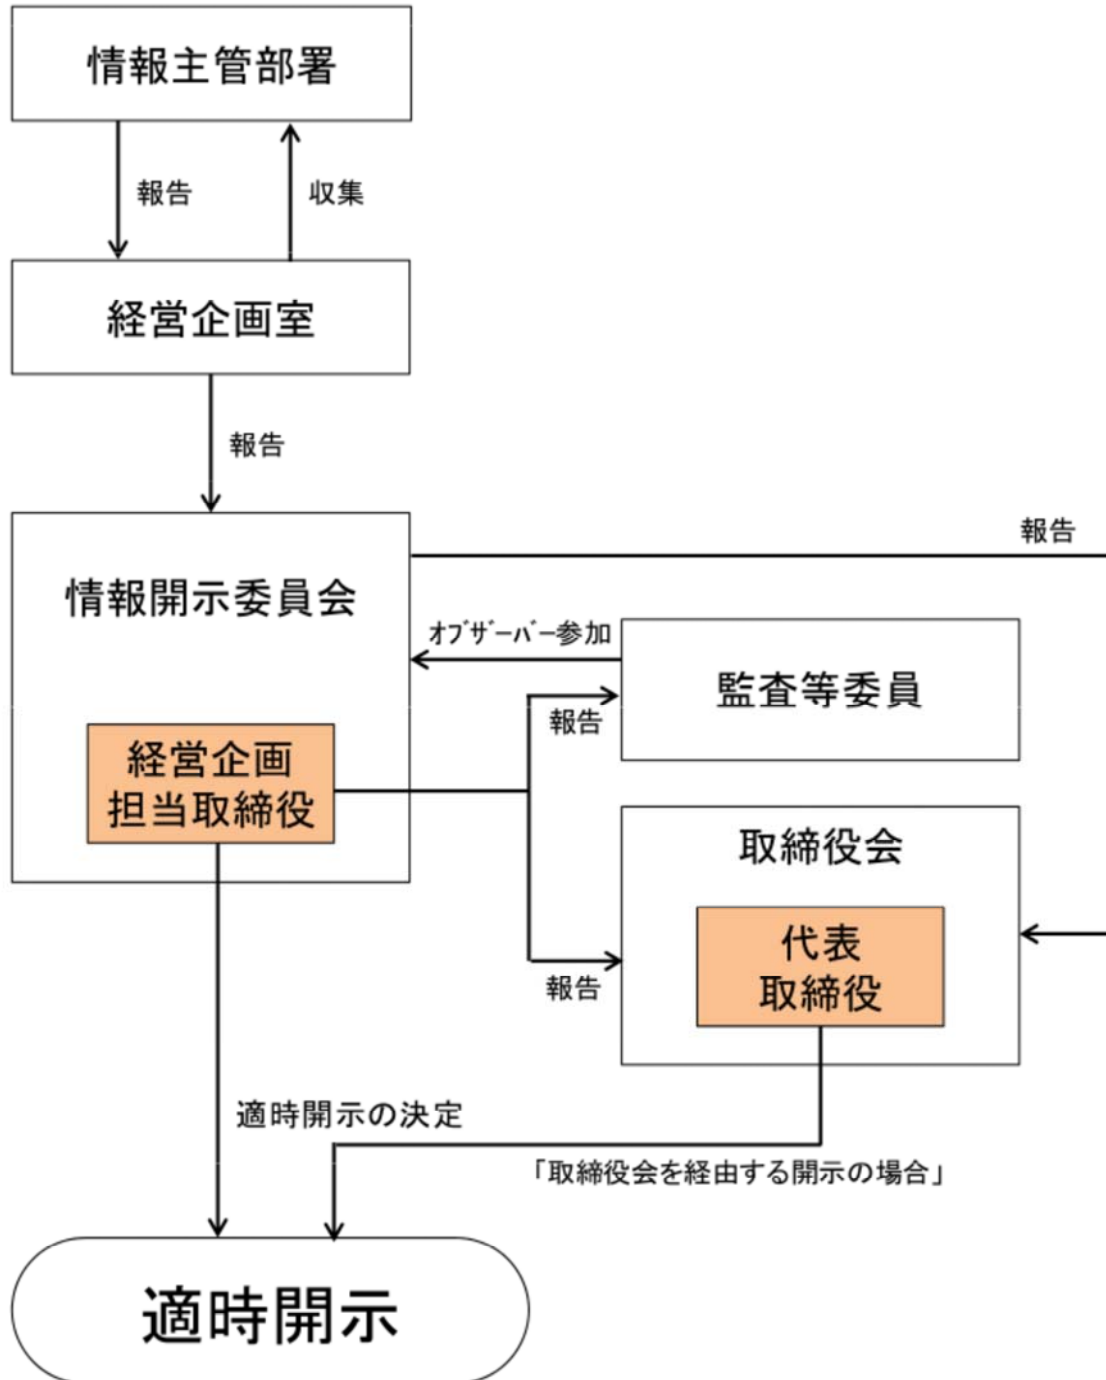 情報主管部署
報告
収集
経営企画室
報告
報告
情報開示委員会
オブザーバー参加
監査等委員
報告
経営企画
担当取締役
取締役会
代表
取締役
報告
適時開示の決定
「取締役会を経由する開示の場合」
適時開示